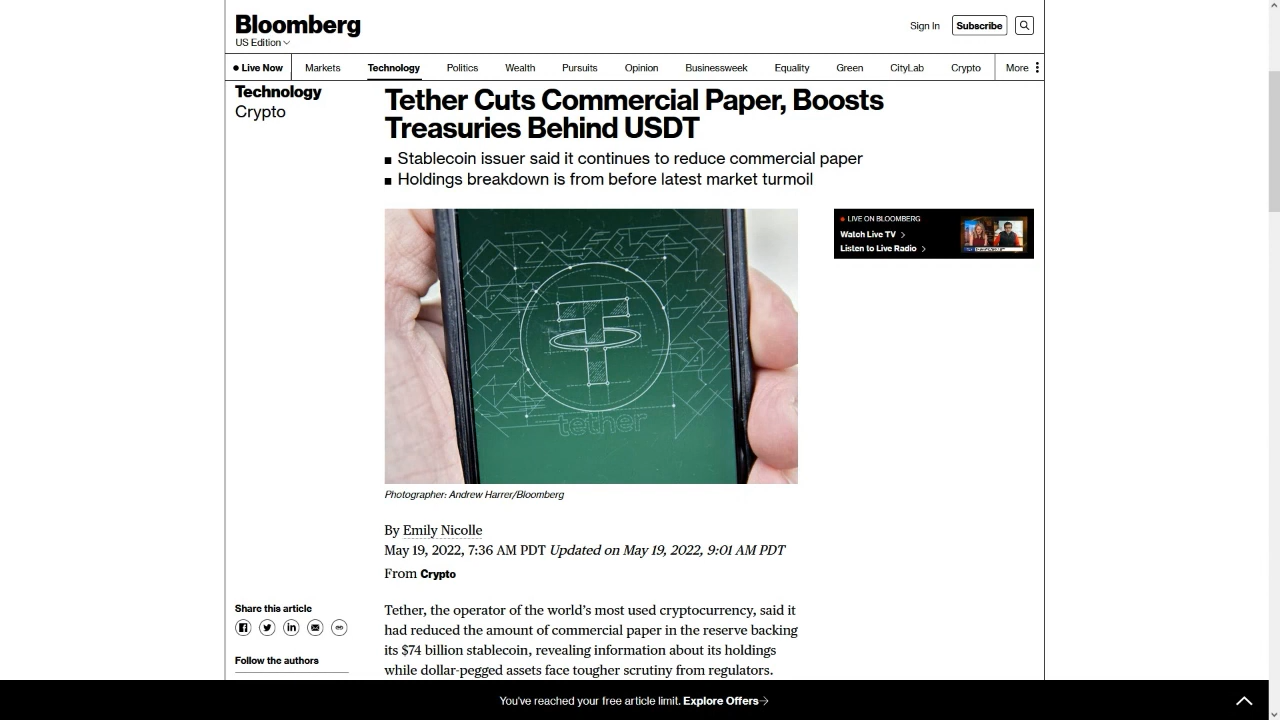 Bloomberg
US Edition
Sign In
Subscribe
Live Now
Markets
Technology
Politics
Wealth
Pursuits
Opinion
Businessweek
Equality
Green
CityLab
Crypto
More
Technology
Crypto
Tether Cuts Commercial Paper, Boosts
Treasuries Behind USDT
Stablecoin issuer said it continues to reduce commercial paper
Holdings breakdown is from before latest market turmoil
tether
LIVE ON BLOOMBERG
Watch Live TV
Listen to Live Radio
Photographer: Andrew Harrer/Bloomberg
By Emily Nicolle
May 19, 2022, 7:36 AM PDT Updated on May 19, 2022, 9:01 AM PDT
From Crypto
Share this article
Follow the authors
Tether, the operator of the world’s most used cryptocurrency, said it
had reduced the amount of commercial paper in the reserve backing
its $74 billion stablecoin, revealing information about its holdings
while dollar-pegged assets face tougher scrutiny from regulators.
You've reached your free article limit. Explore Offers